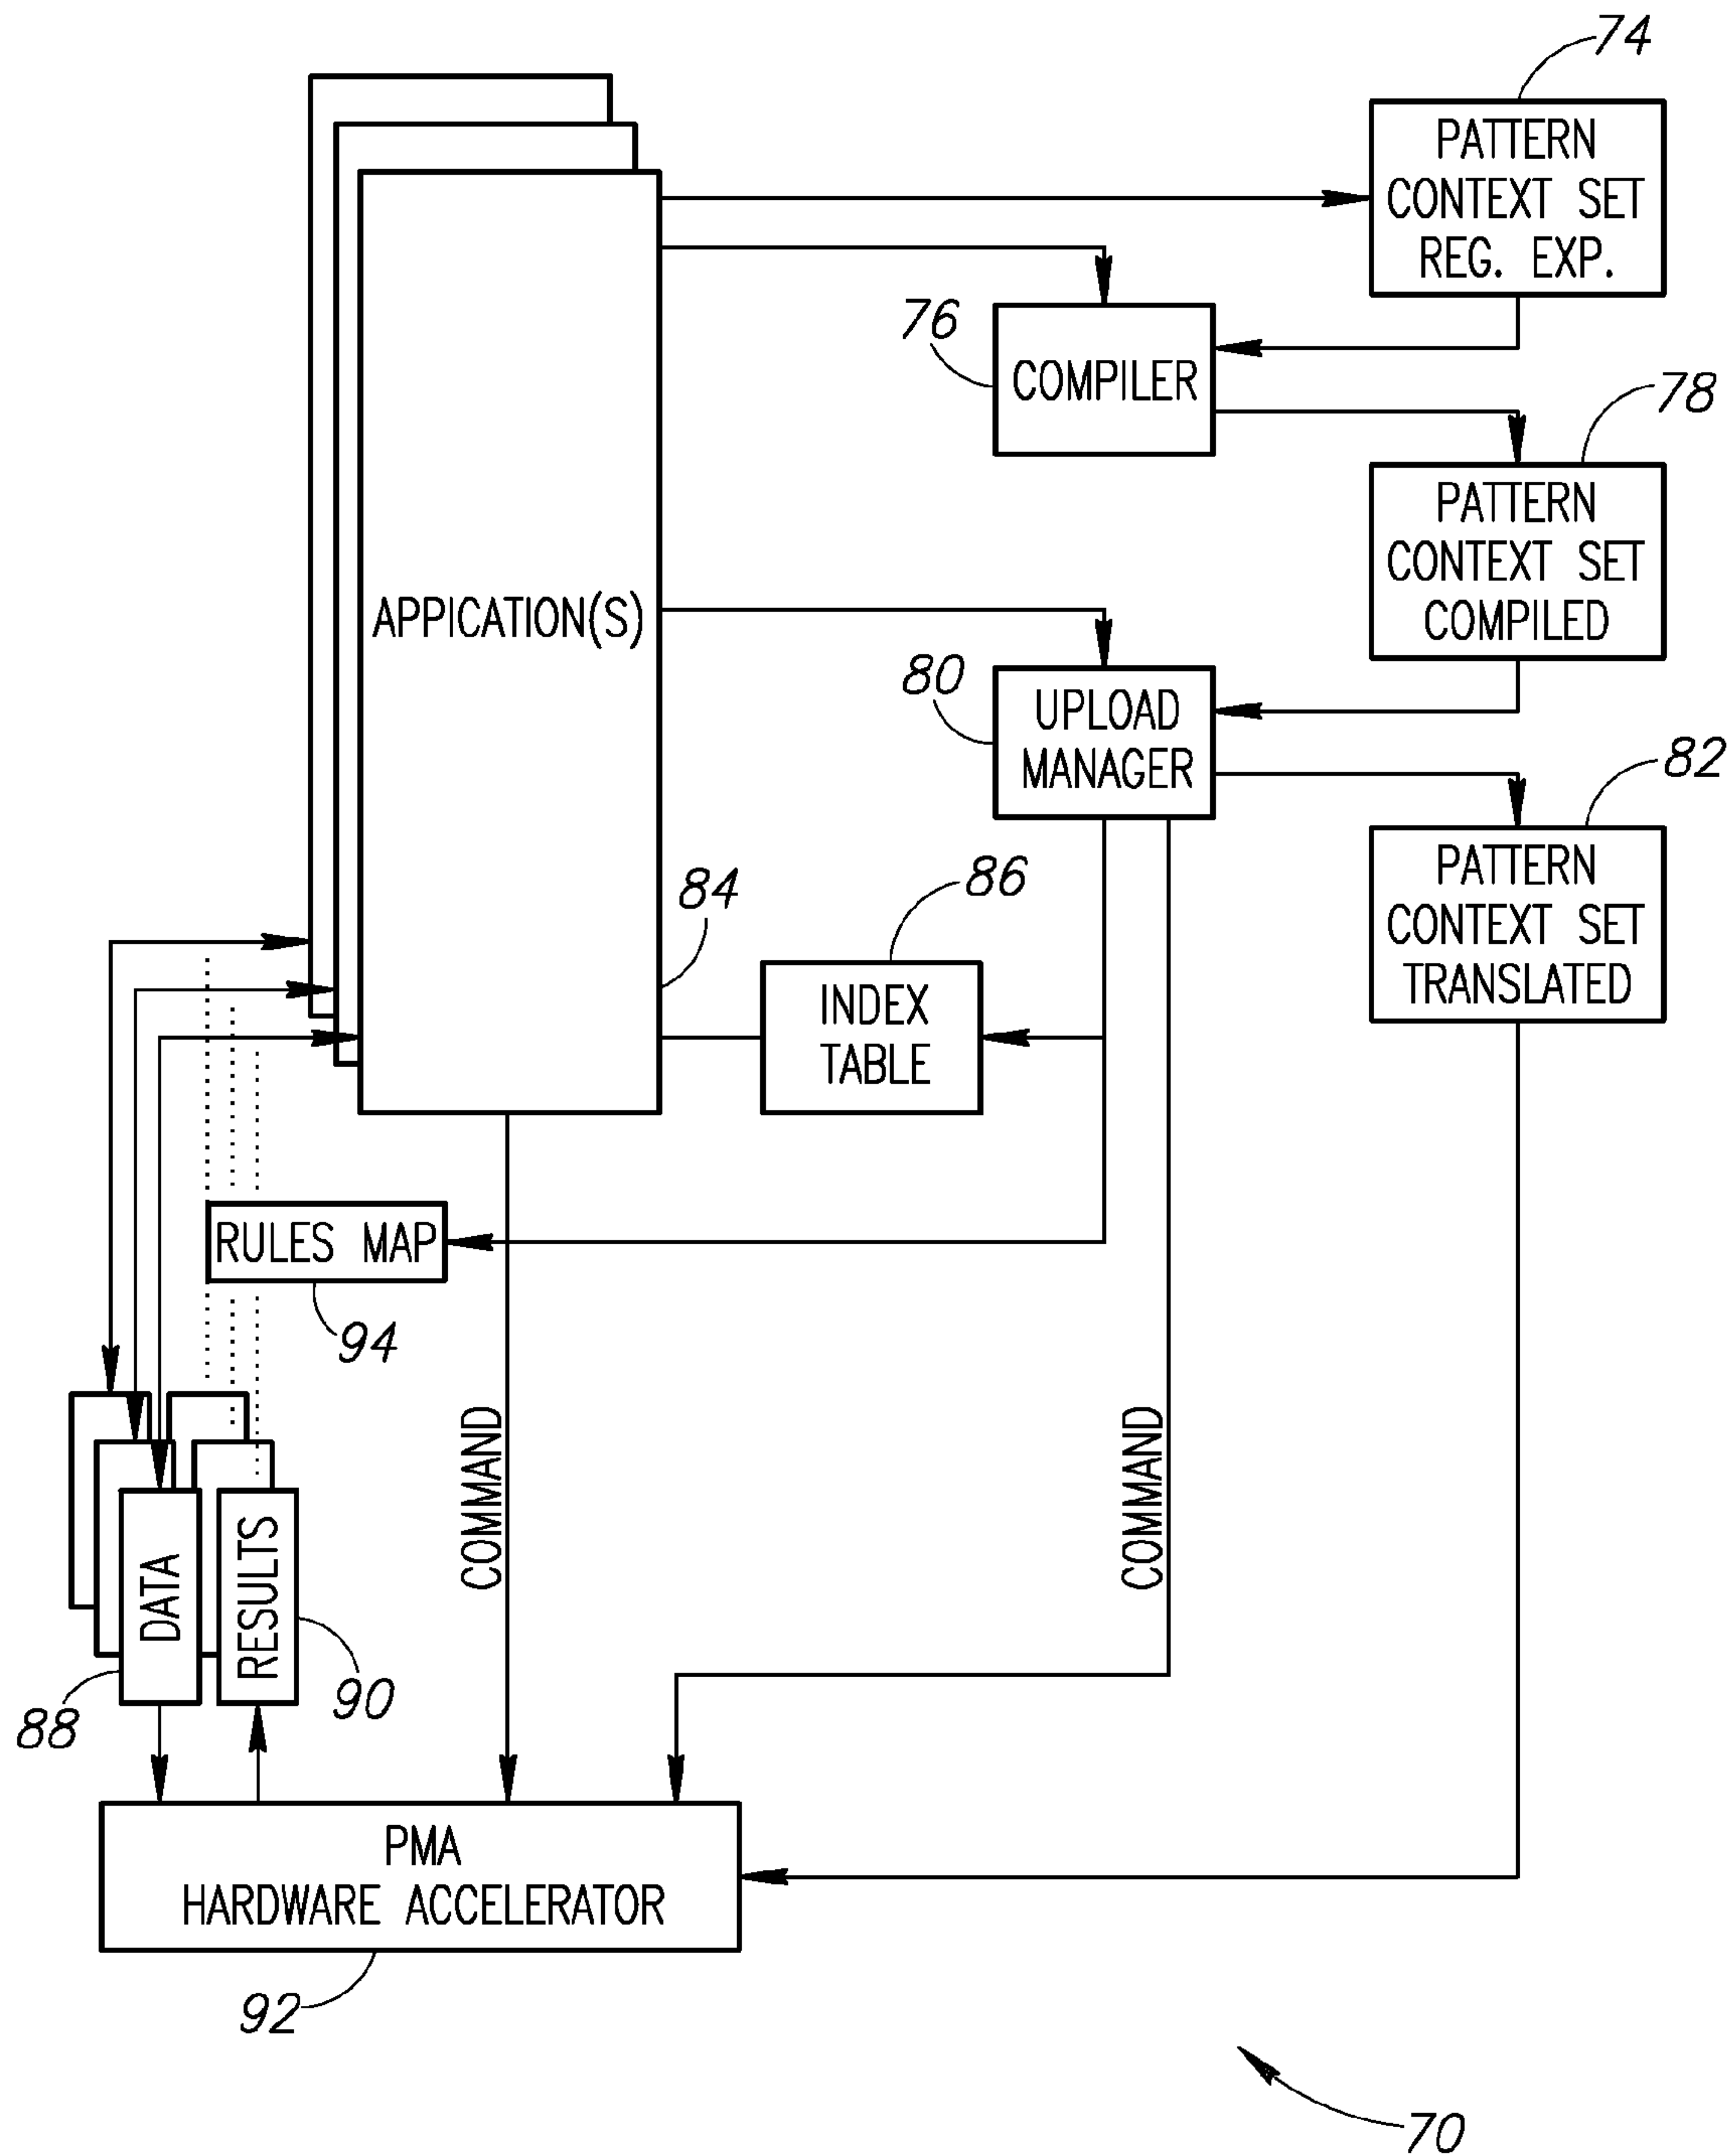 74
PATTERN
CONTEXT SET
REG. EXP.
76
COMPILER
78
PATTERN
CONTEXT SET
COMPILED
APPICATION(S)
80
UPLOAD
MANAGER
82
PATTERN
CONTEXT SET
TRANSLATED
84
86
INDEX
TABLE
RULES MAP
94
COMMAND
COMMAND
DATA
RESULTS
88
90
PMA
HARDWARE ACCELERATOR
92
70